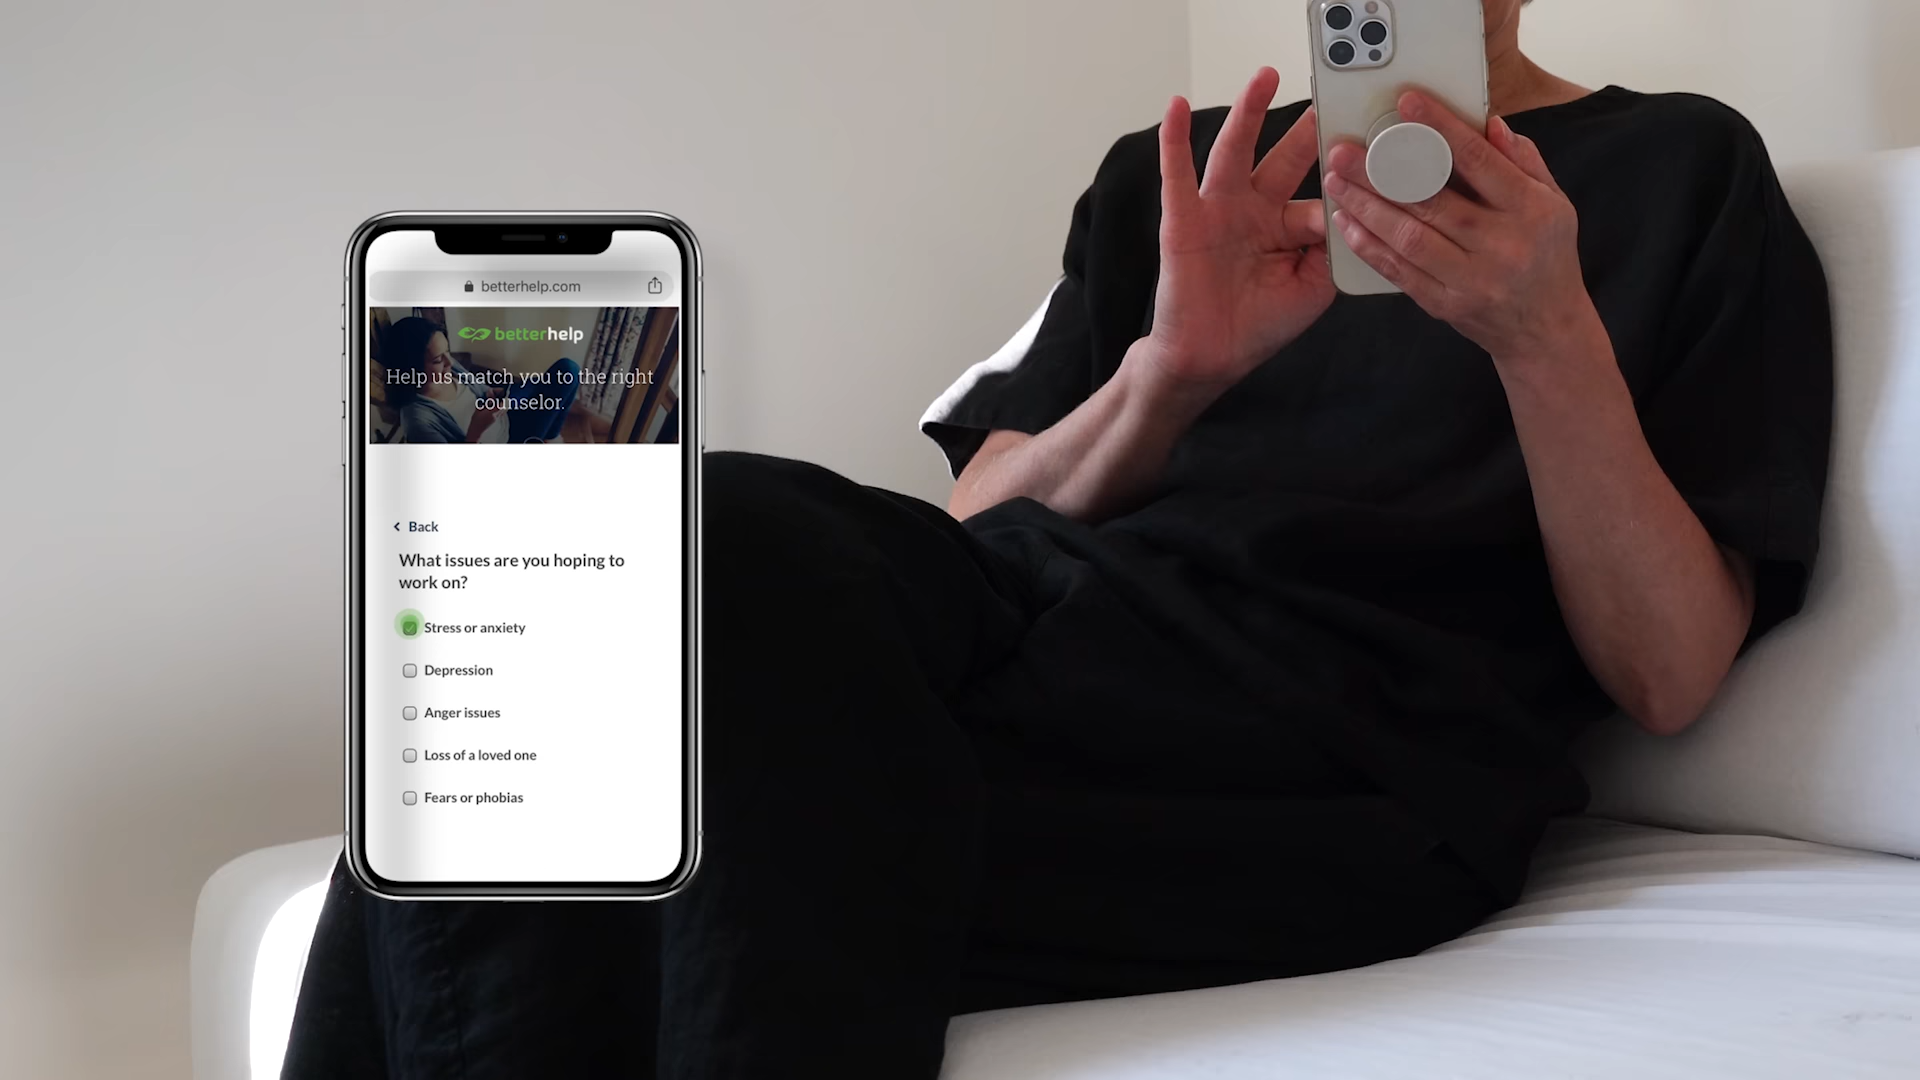 betterhelp.com
betterhelp
Help us match you to the right
counselor.
Back
What issues are you hoping to
work on?
Stress or anxiety
Depression
Anger issues
Loss of a loved one
Fears or phobias